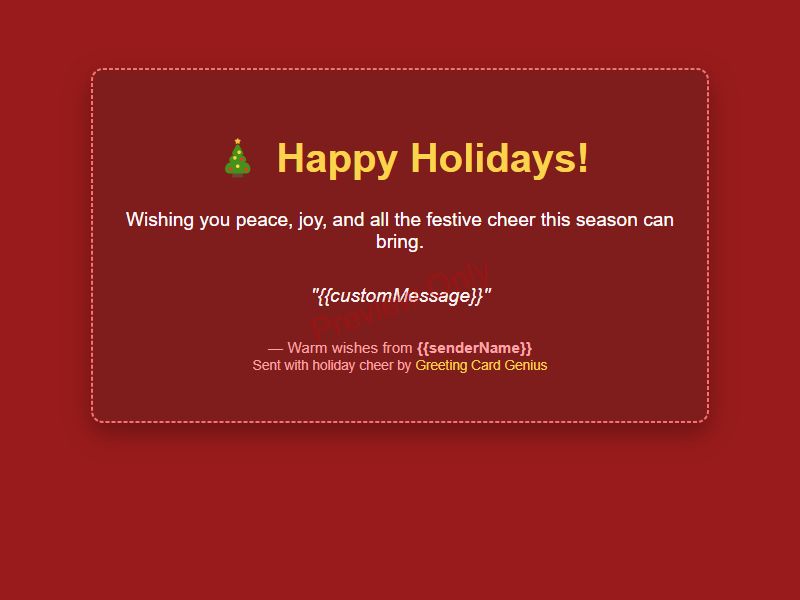 🎄 Happy Holidays!
Wishing you peace, joy, and all the festive cheer this season can
bring.
"{{customMessage}}"
Preview Only
— Warm wishes from {{senderName}}
Sent with holiday cheer by Greeting Card Genius